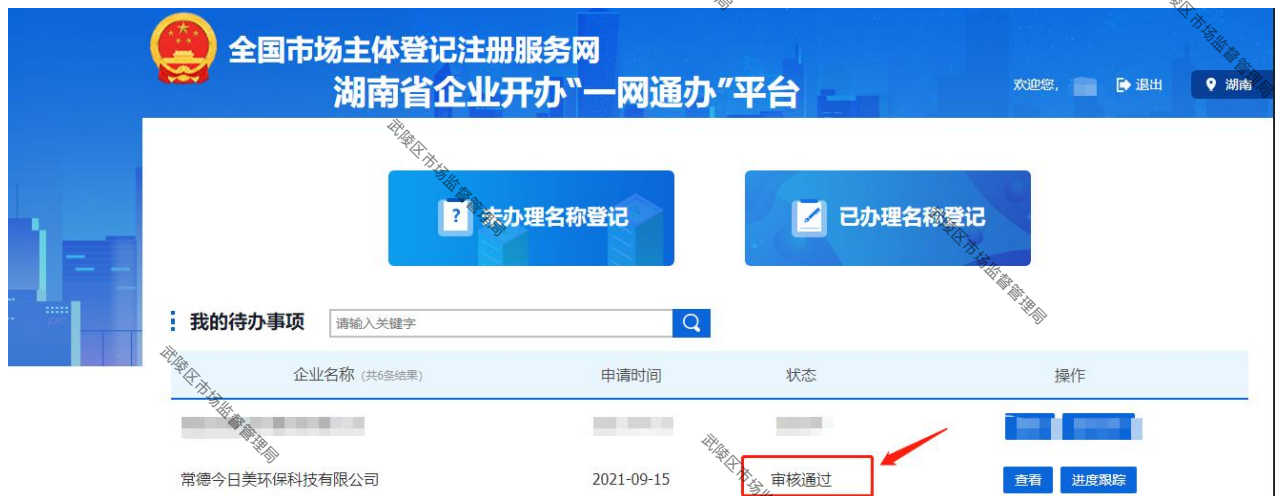 全国市场主体登记注册服务网
湖南省企业开办“一网通办”平台
欢迎您,
退出
湖南
未办理名称登记
已办理名称登记
我的待办事项
请输入关键字
企业名称 (共6条结果) 申请时间 状态 操作
常德今日美环保科技有限公司 2021-09-15 审核通过 查看 进度跟踪
武陵区市场监督管理局
武陵区市场监督管理局
武陵区市场监督管理局
武陵区市场监督管理局
武陵区市场监